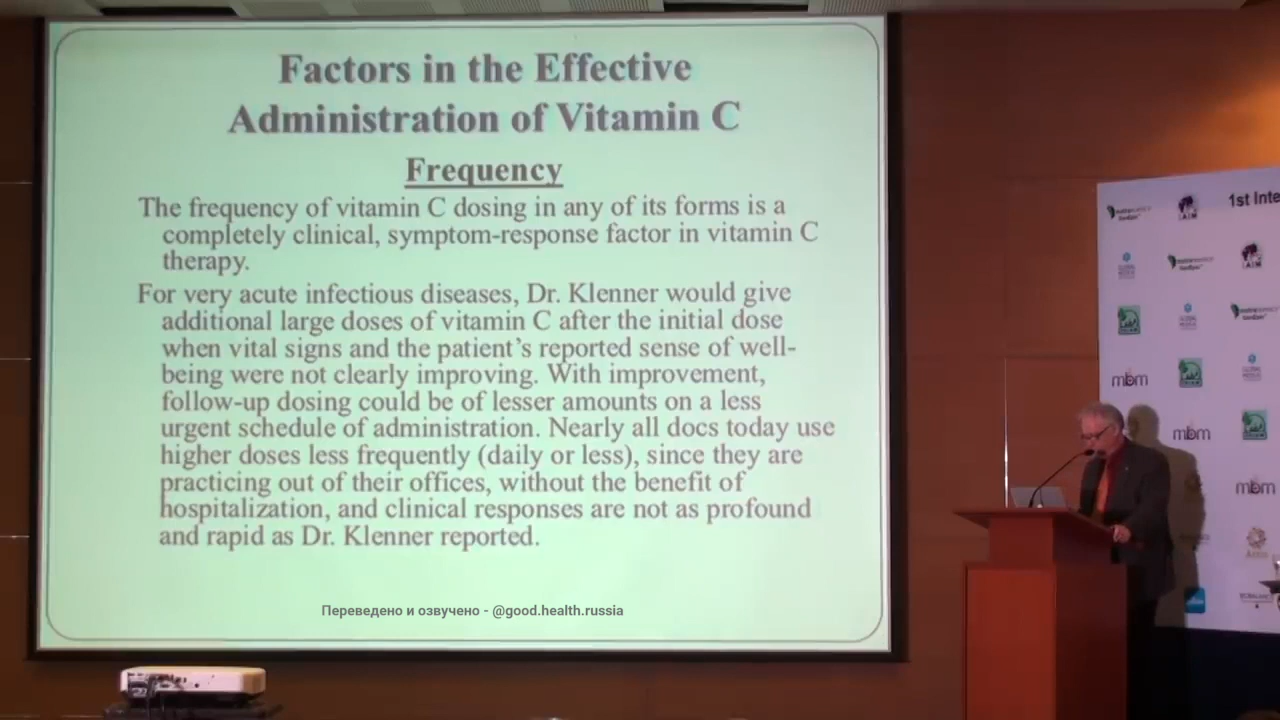 Factors in the Effective
Administration of Vitamin C
Frequency
The frequency of vitamin C dosing in any of its forms is a
completely clinical, symptom-response factor in vitamin C
therapy.
For very acute infectious diseases, Dr. Klenner would give
additional large doses of vitamin C after the initial dose
when vital signs and the patient's reported sense of well-
being were not clearly improving. With improvement,
follow-up dosing could be of lesser amounts on a less
urgent schedule of administration. Nearly all docs today use
higher doses less frequently (daily or less), since they are
practicing out of their offices, without the benefit of
hospitalization, and clinical responses are not as profound
and rapid as Dr. Klenner reported.
Переведено и озвучено - @good.health.russia
1st Inte
mbm
mbm
mbm